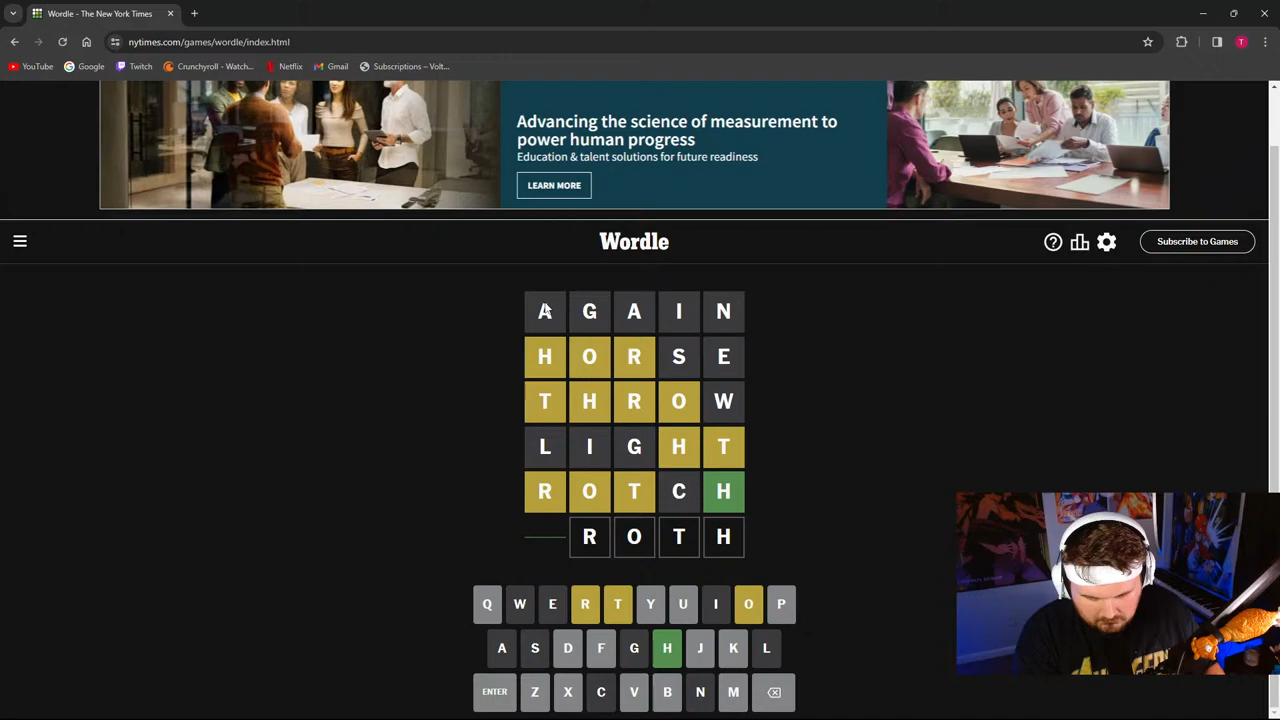 Wordle - The New York Times
nytimes.com/games/wordle/index.html
YouTube Google Twitch Crunchyroll - Watch... Netflix Gmail Subscriptions – Volt...
T
Advancing the science of measurement to
power human progress
Education & talent solutions for future readiness
LEARN MORE
Wordle
Subscribe to Games
A G A I N
H O R S E
T H R O W
L I G H T
R O T C H
R O T H
Q W E R T Y U I O P
A S D F G H J K L
ENTER Z X C V B N M